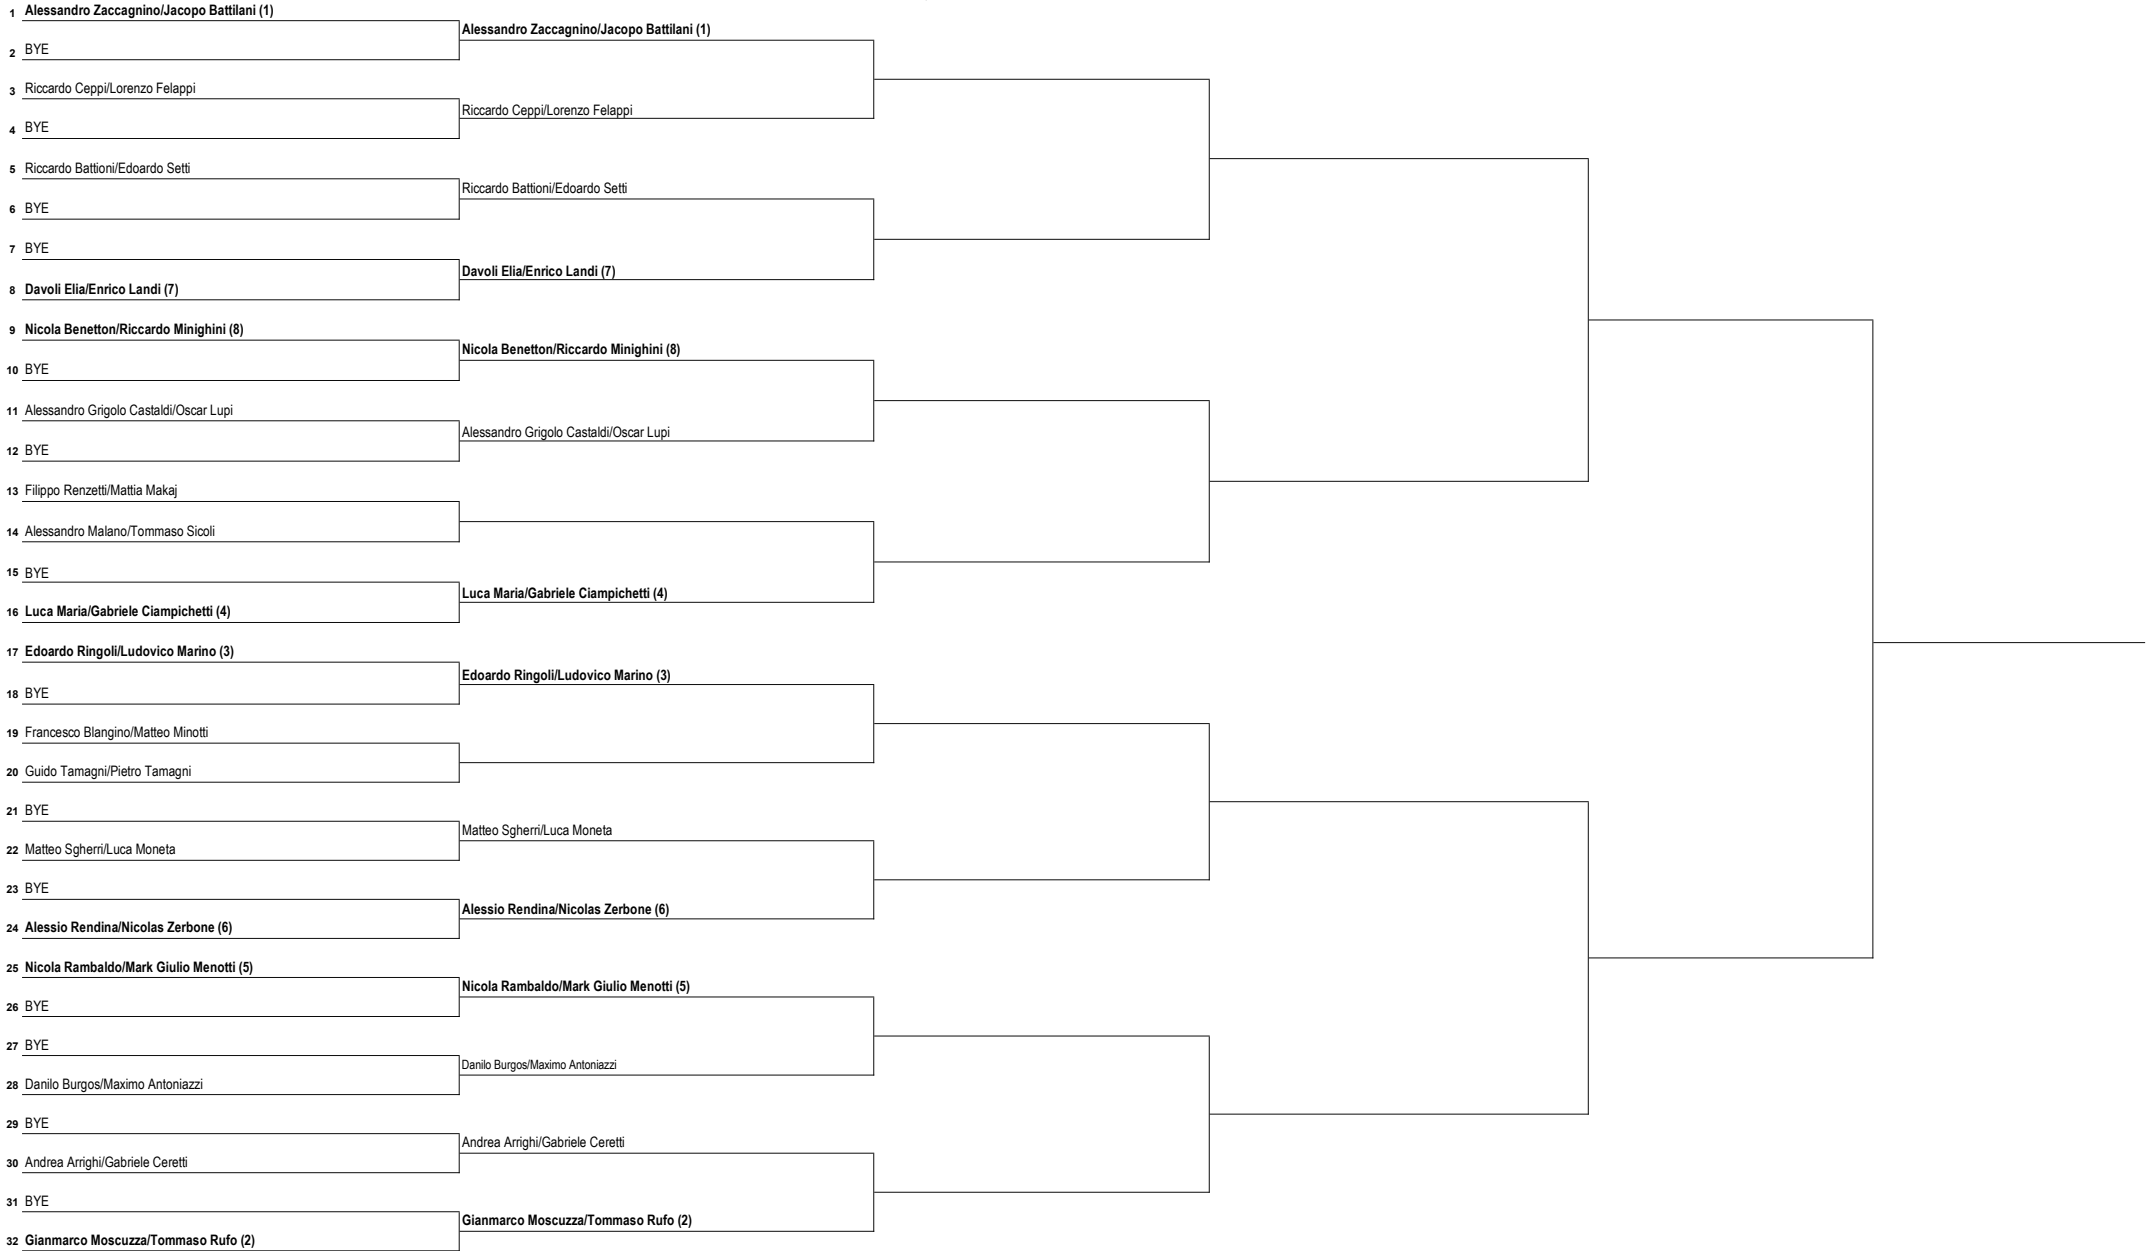 1 Alessandro Zaccagnino/Jacopo Battilani (1)
Alessandro Zaccagnino/Jacopo Battilani (1)
2 BYE
3 Riccardo Ceppi/Lorenzo Felappi
Riccardo Ceppi/Lorenzo Felappi
4 BYE
5 Riccardo Battioni/Edoardo Setti
Riccardo Battioni/Edoardo Setti
6 BYE
7 BYE
Davoli Elia/Enrico Landi (7)
8 Davoli Elia/Enrico Landi (7)
9 Nicola Benetton/Riccardo Minighini (8)
Nicola Benetton/Riccardo Minighini (8)
10 BYE
11 Alessandro Grigolo Castaldi/Oscar Lupi
Alessandro Grigolo Castaldi/Oscar Lupi
12 BYE
13 Filippo Renzetti/Mattia Makaj
14 Alessandro Malano/Tommaso Sicoli
15 BYE
Luca Maria/Gabriele Ciampichetti (4)
16 Luca Maria/Gabriele Ciampichetti (4)
17 Edoardo Ringoli/Ludovico Marino (3)
Edoardo Ringoli/Ludovico Marino (3)
18 BYE
19 Francesco Blangino/Matteo Minotti
20 Guido Tamagni/Pietro Tamagni
21 BYE
Matteo Sgherri/Luca Moneta
22 Matteo Sgherri/Luca Moneta
23 BYE
Alessio Rendina/Nicolas Zerbone (6)
24 Alessio Rendina/Nicolas Zerbone (6)
25 Nicola Rambaldo/Mark Giulio Menotti (5)
Nicola Rambaldo/Mark Giulio Menotti (5)
26 BYE
27 BYE
Danilo Burgos/Maximo Antoniazzi
28 Danilo Burgos/Maximo Antoniazzi
29 BYE
Andrea Arrighi/Gabriele Ceretti
30 Andrea Arrighi/Gabriele Ceretti
31 BYE
Gianmarco Moscuzza/Tommaso Rufo (2)
32 Gianmarco Moscuzza/Tommaso Rufo (2)